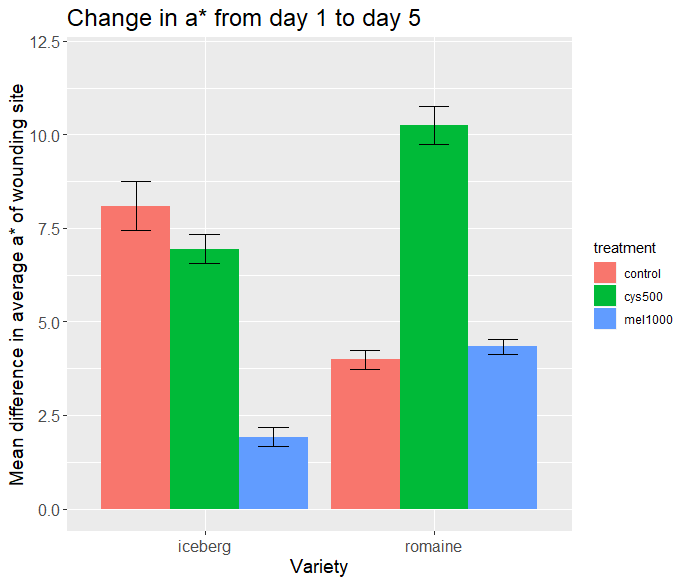 Change in a* from day 1 to day 5
Mean difference in average a* of wounding site
12.5
10.0
7.5
5.0
2.5
0.0
iceberg
romaine
Variety
treatment
control
cys500
mel1000